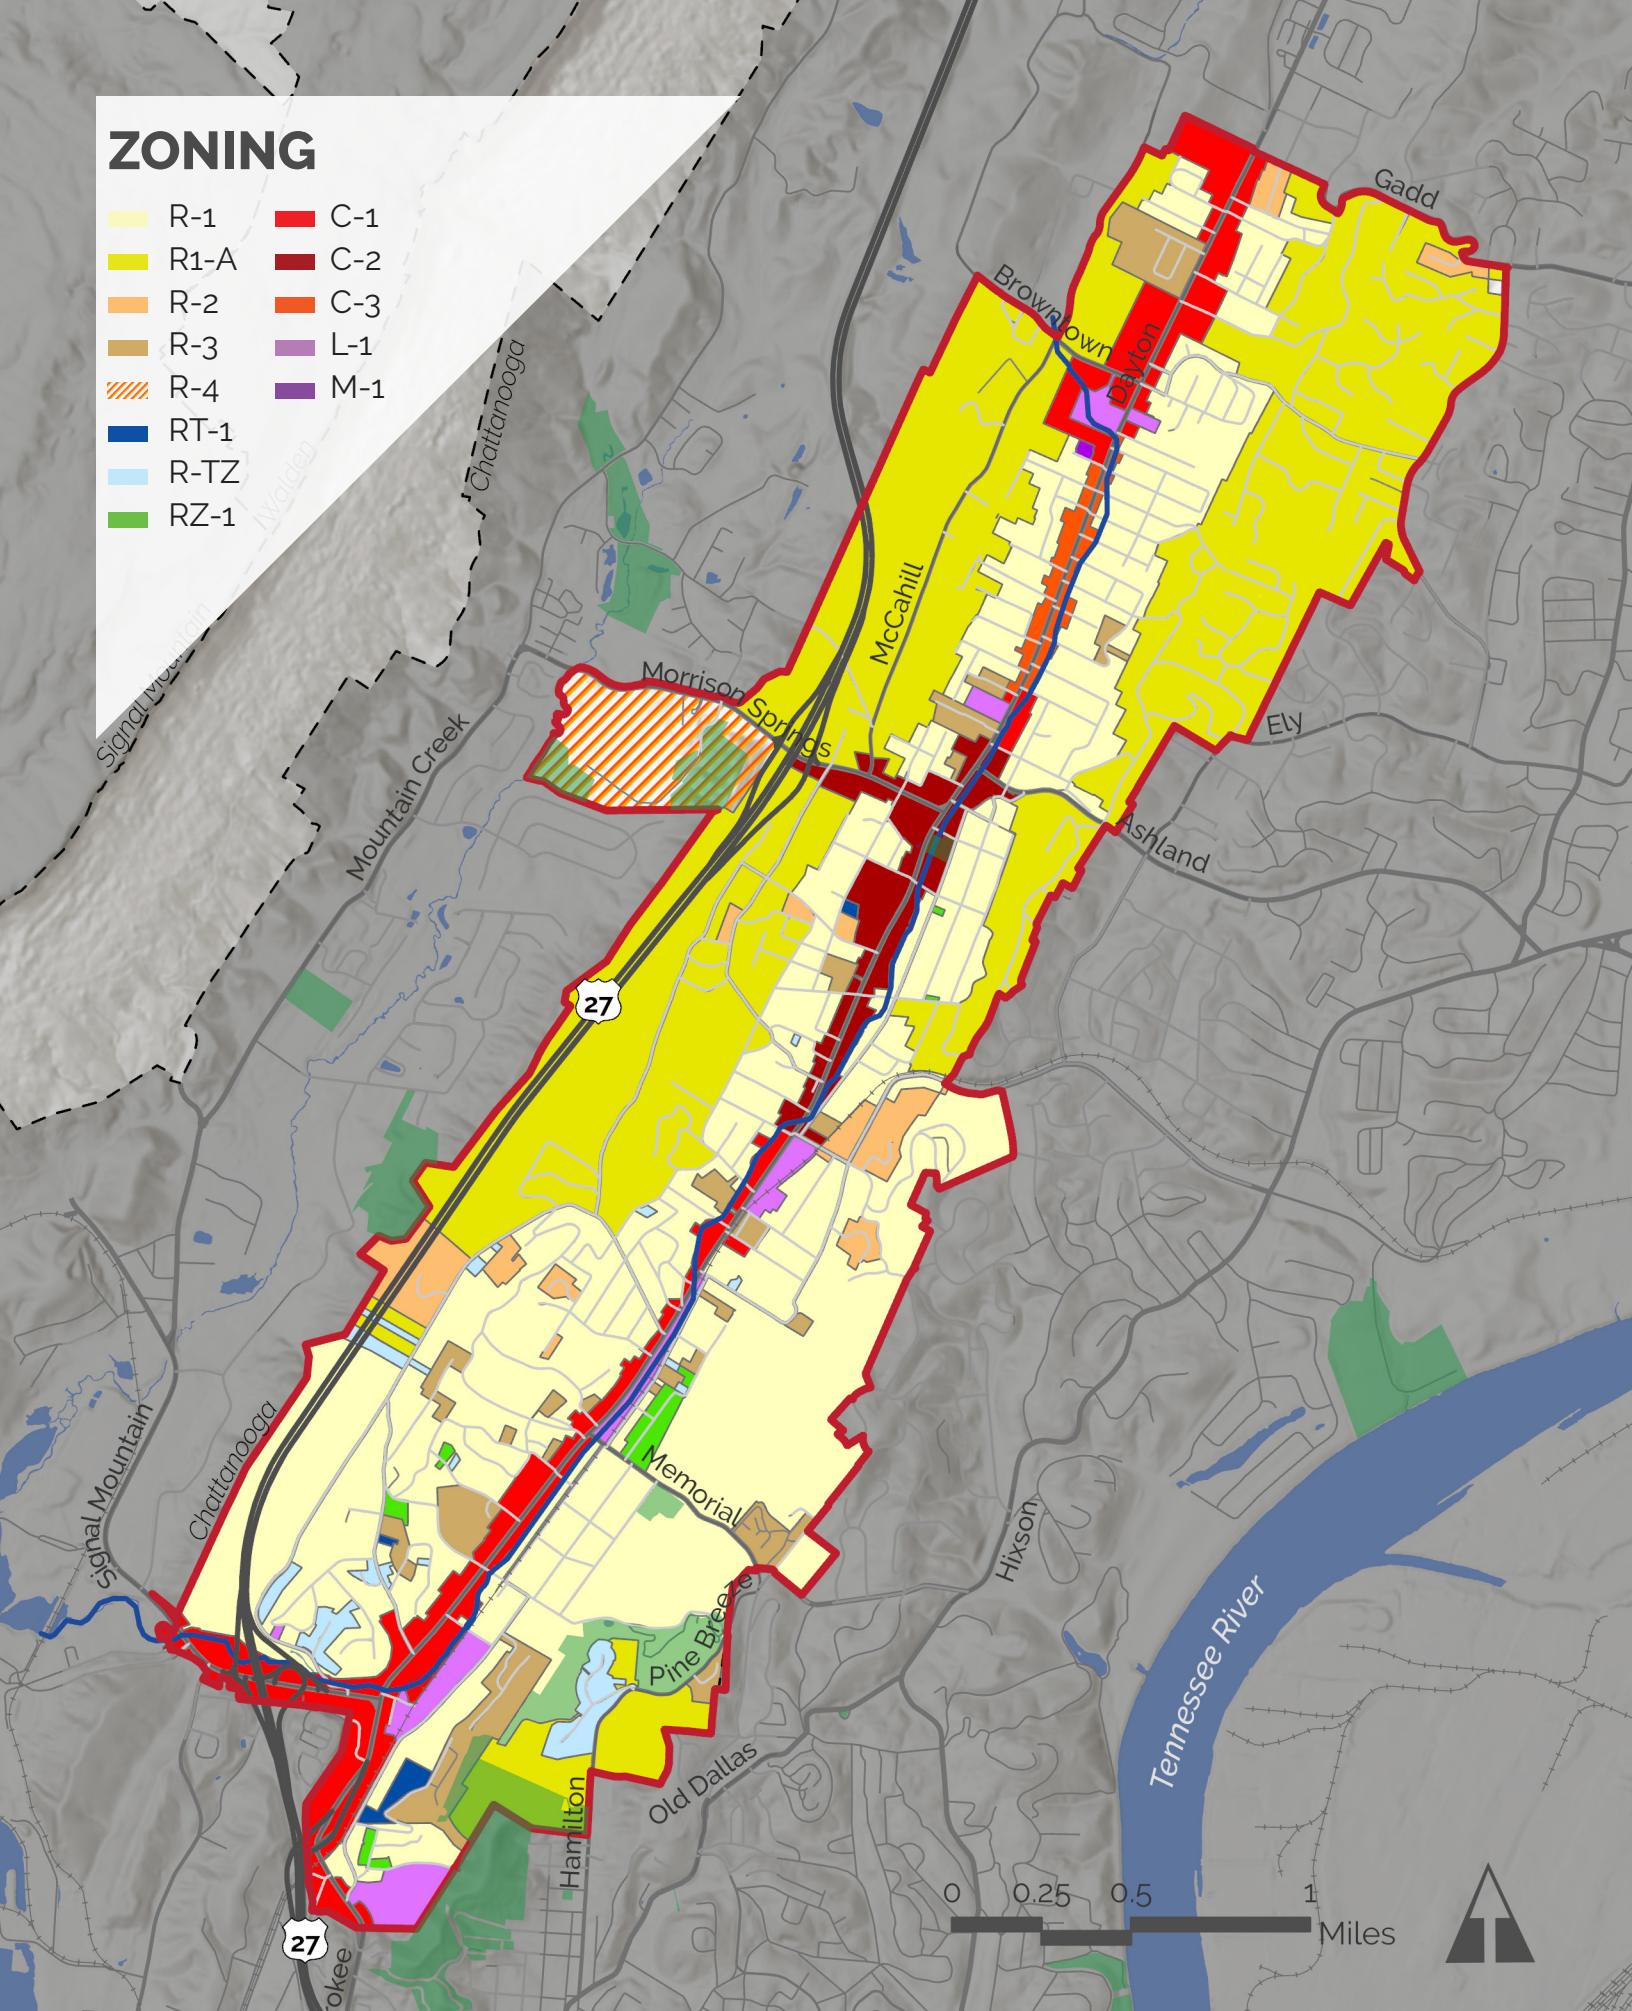 ZONING
R-1
R1-A
R-2
R-3
R-4
RT-1
R-TZ
RZ-1
C-1
C-2
C-3
L-1
M-1
Gadd
Browntown
Dayton
Chattanooga
Walden
Signal Mountain
McCahill
Morrison Springs
Mountain Creek
Ely
Ashland
27
Chattanooga
Signal Mountain
Memorial
Hixson
Pine Breeze
Tennessee River
Old Dallas
Hamilton
0 0.25 0.5 1
Miles
27
okee